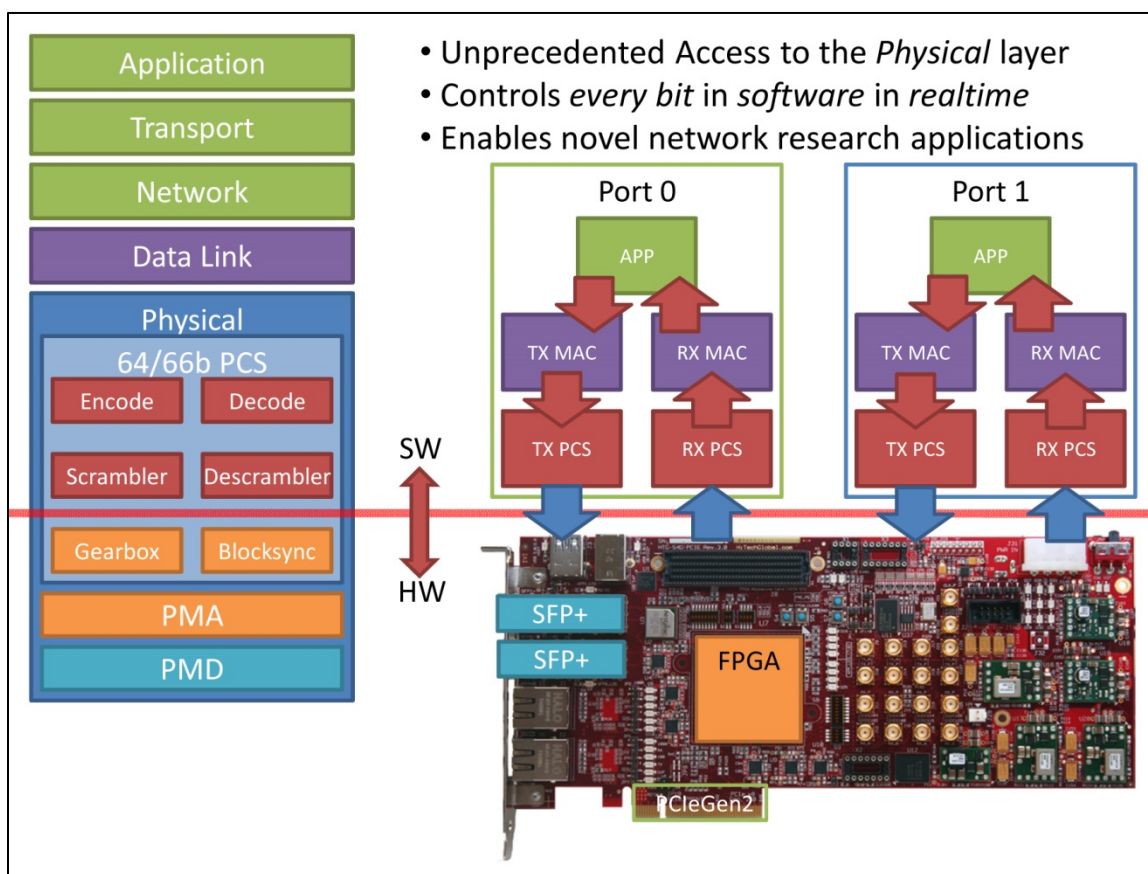 Application
Transport
Network
Data Link
Physical
64/66b PCS
Encode
Decode
Scrambler
Descrambler
Gearbox
Blocksync
PMA
PMD
• Unprecedented Access to the Physical layer
• Controls every bit in software in realtime
• Enables novel network research applications
SW
HW
Port 0
APP
TX MAC
RX MAC
TX PCS
RX PCS
Port 1
APP
TX MAC
RX MAC
TX PCS
RX PCS
HiTechGlobal.com
SFP+
SFP+
FPGA
PCIeGen2